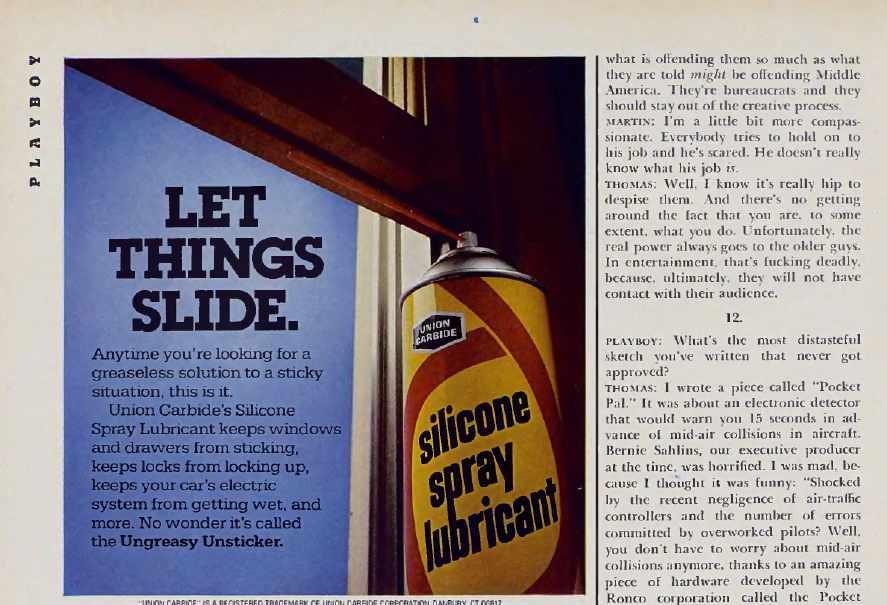 PLAYBOY
LET
THINGS
SLIDE.
Anytime you're looking for a
greaseless solution to a sticky
situation, this is it.
Union Carbide's Silicone
Spray Lubricant keeps windows
and drawers from sticking,
keeps locks from locking up,
keeps your car's electric
system from getting wet, and
more. No wonder it's called
the Ungreasy Unsticker.
UNION
CARBIDE
silicone
spray
lubricant
"UNION CARBIDE" IS A REGISTERED TRADEMARK OF UNION CARBIDE CORPORATION, DANBURY, CT 06817
what is offending them so much as what
they are told might be offending Middle
America. They're bureaucrats and they
should stay out of the creative process.
MARTIN: I'm a little bit more compas-
sionate. Everybody tries to hold on to
his job and he's scared. He doesn't really
know what his job is.
THOMAS: Well, I know it's really hip to
despise them. And there's no getting
around the fact that you are, to some
extent, what you do. Unfortunately, the
real power always goes to the older guys.
In entertainment, that's fucking deadly,
because, ultimately, they will not have
contact with their audience.
12.
PLAYBOY: What's the most distasteful
sketch you've written that never got
approved?
THOMAS: I wrote a piece called "Pocket
Pal." It was about an electronic detector
that would warn you 15 seconds in ad-
vance of mid-air collisions in aircraft.
Bernie Sahlins, our executive producer
at the time, was horrified. I was mad, be-
cause I thought it was funny: "Shocked
by the recent negligence of air-traffic
controllers and the number of errors
committed by overworked pilots? Well,
you don't have to worry about mid-air
collisions anymore, thanks to an amazing
piece of hardware developed by the
Ronco corporation called the Pocket